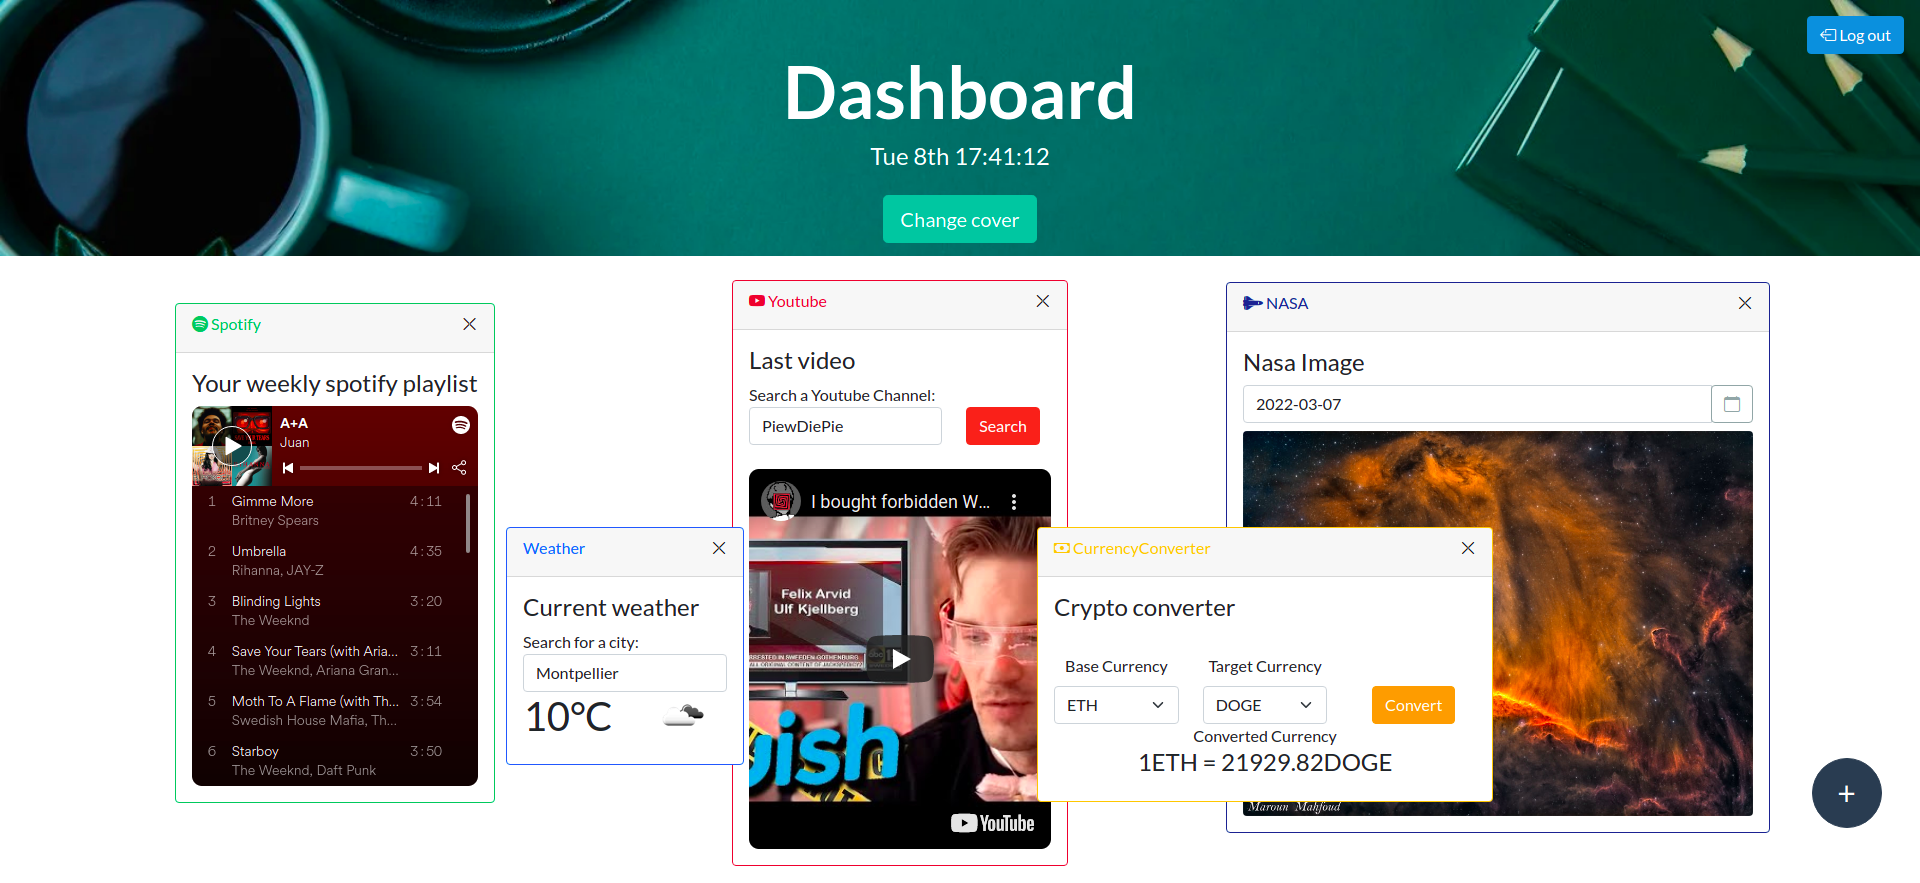 Log out
Dashboard
Tue 8th 17:41:12
Change cover
Spotify
Your weekly spotify playlist
A+A
Juan
1 Gimme More 4:11
Britney Spears
2 Umbrella 4:35
Rihanna, JAY-Z
3 Blinding Lights 3:20
The Weeknd
4 Save Your Tears (with Aria... 3:11
The Weeknd, Ariana Gran...
5 Moth To A Flame (with Th... 3:54
Swedish House Mafia, Th...
6 Starboy 3:50
The Weeknd, Daft Punk
Weather
Current weather
Search for a city:
Montpellier
10°C
Youtube
Last video
Search a Youtube Channel:
PiewDiePie
Search
I bought forbidden W...
Felix Arvid
Ulf Kjellberg
RRESTED IN SWEDEN GOTHENBURG
ish
YouTube
CurrencyConverter
Crypto converter
Base Currency Target Currency
ETH DOGE Convert
Converted Currency
1ETH = 21929.82DOGE
NASA
Nasa Image
2022-03-07
Maroun Mahfoud
+